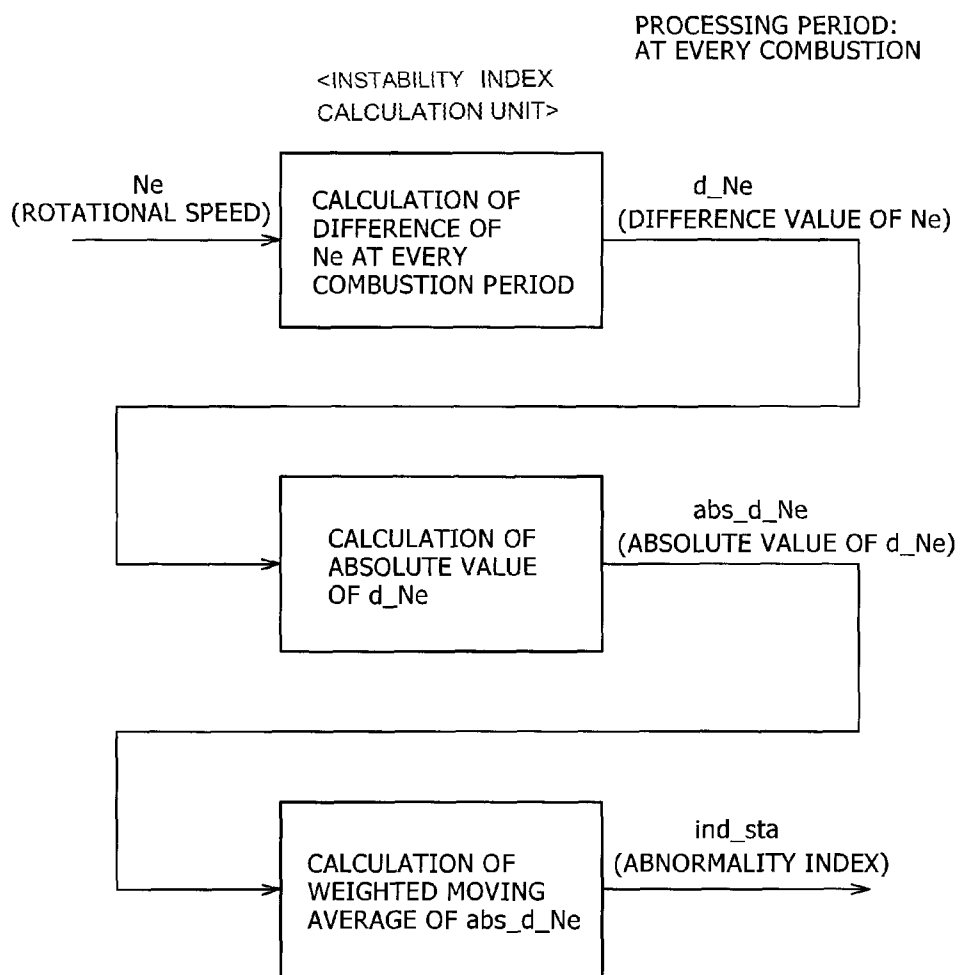 PROCESSING PERIOD:
AT EVERY COMBUSTION
<INSTABILITY INDEX
CALCULATION UNIT>
Ne
(ROTATIONAL SPEED)
CALCULATION OF
DIFFERENCE OF
Ne AT EVERY
COMBUSTION PERIOD
d_Ne
(DIFFERENCE VALUE OF Ne)
CALCULATION OF
ABSOLUTE VALUE
OF d_Ne
abs_d_Ne
(ABSOLUTE VALUE OF d_Ne)
CALCULATION OF
WEIGHTED MOVING
AVERAGE OF abs_d_Ne
ind_sta
(ABNORMALITY INDEX)